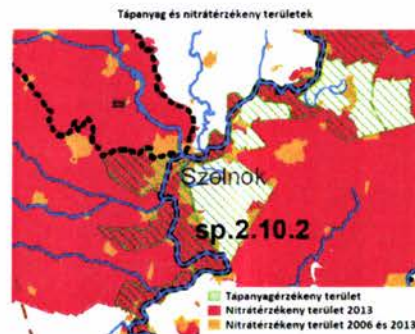 Tápanyag és nitrátérzékeny területek
Szolnok
sp.2.10.2
Tápanyagérzékeny terület
Nitrátérzékeny terület 2013
Nitrátérzékeny terület 2006 és 2013